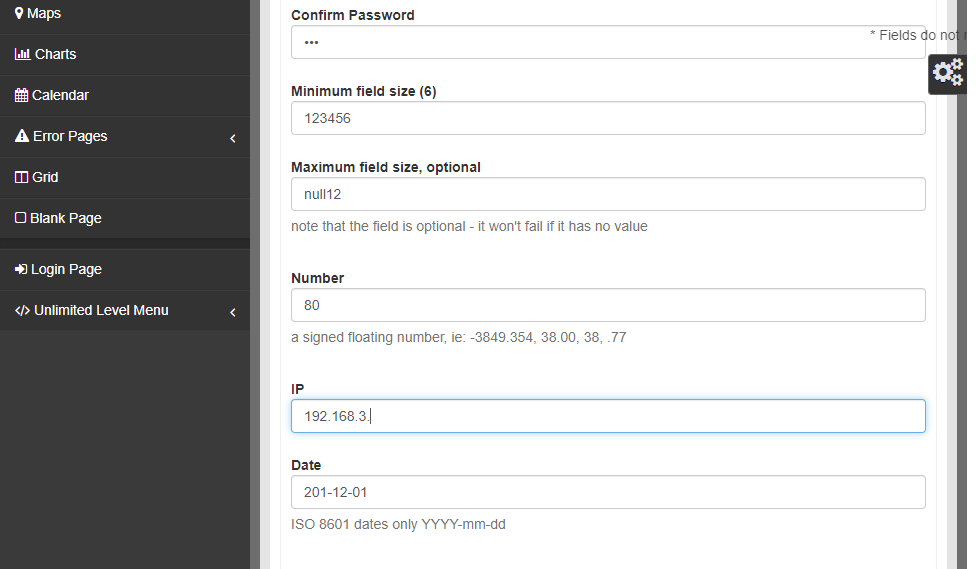 Maps
Charts
Calendar
Error Pages
Grid
Blank Page
Login Page
</> Unlimited Level Menu
Confirm Password
•••
* Fields do not
Minimum field size (6)
123456
Maximum field size, optional
null12
note that the field is optional - it won't fail if it has no value
Number
80
a signed floating number, ie: -3849.354, 38.00, 38, .77
IP
192.168.3.
Date
201-12-01
ISO 8601 dates only YYYY-mm-dd